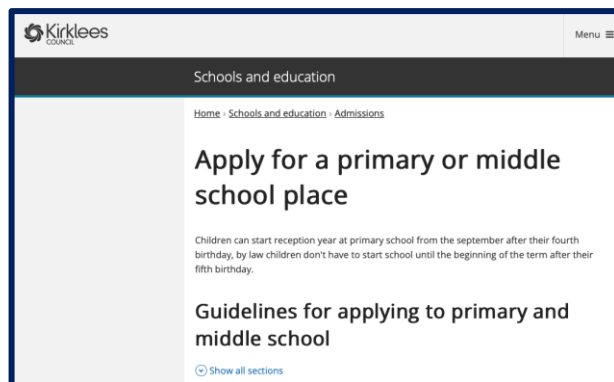 Kirklees
COUNCIL
Menu
Schools and education
Home › Schools and education › Admissions
Apply for a primary or middle
school place
Children can start reception year at primary school from the september after their fourth
birthday, by law children don't have to start school until the beginning of the term after their
fifth birthday.
Guidelines for applying to primary and
middle school
Show all sections